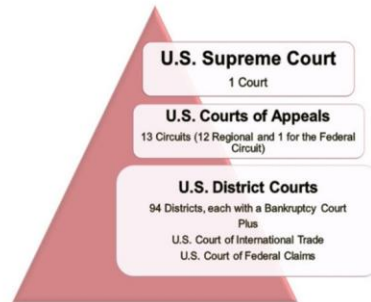 U.S. Supreme Court
1 Court
U.S. Courts of Appeals
13 Circuits (12 Regional and 1 for the Federal
Circuit)
U.S. District Courts
94 Districts, each with a Bankruptcy Court
Plus
U.S. Court of International Trade
U.S. Court of Federal Claims